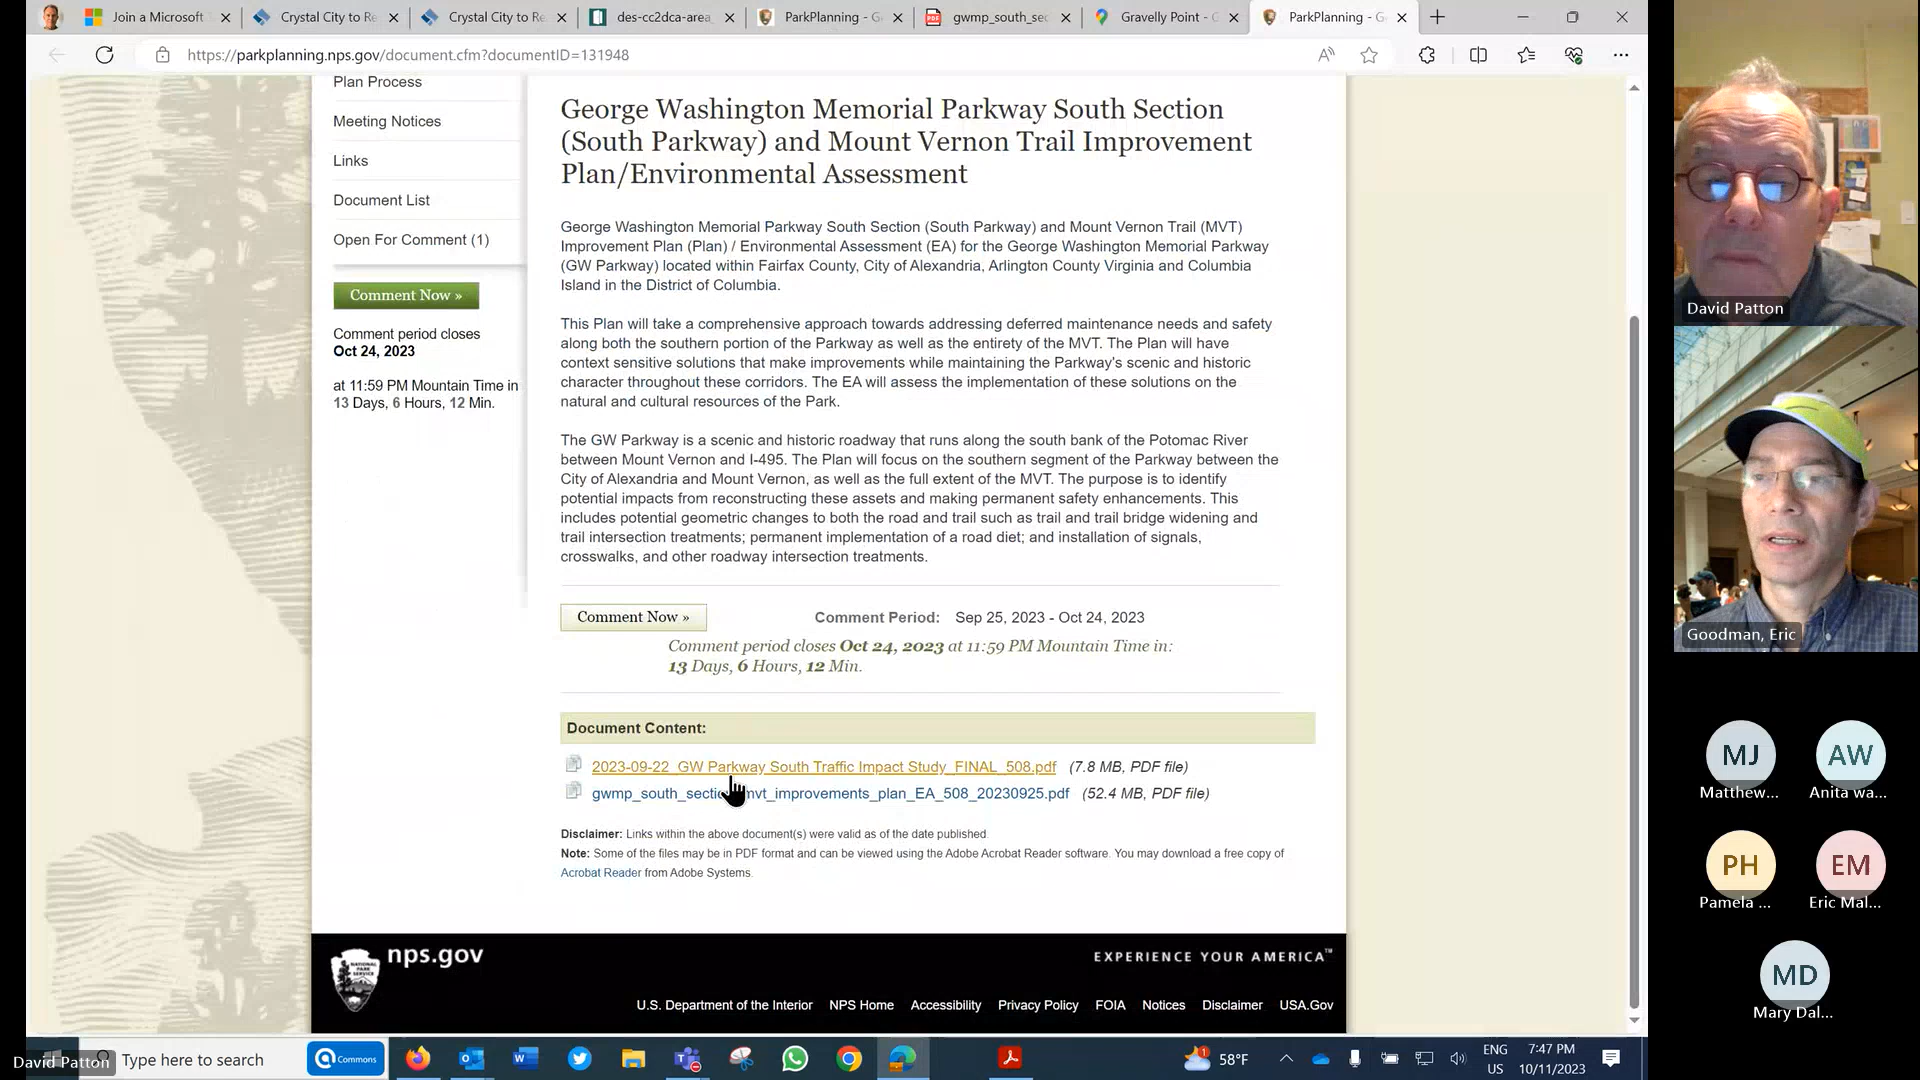 Join a Microsoft
Crystal City to Re
Crystal City to Re
des-cc2dca-area_
ParkPlanning - G
gwmp_south_sec
Gravelly Point - G
ParkPlanning - G
https://parkplanning.nps.gov/document.cfm?documentID=131948
Plan Process
Meeting Notices
Links
Document List
Open For Comment (1)
Comment Now »
Comment period closes
Oct 24, 2023
at 11:59 PM Mountain Time in
13 Days, 6 Hours, 12 Min.
George Washington Memorial Parkway South Section
(South Parkway) and Mount Vernon Trail Improvement
Plan/Environmental Assessment
George Washington Memorial Parkway South Section (South Parkway) and Mount Vernon Trail (MVT)
Improvement Plan (Plan) / Environmental Assessment (EA) for the George Washington Memorial Parkway
(GW Parkway) located within Fairfax County, City of Alexandria, Arlington County Virginia and Columbia
Island in the District of Columbia.
This Plan will take a comprehensive approach towards addressing deferred maintenance needs and safety
along both the southern portion of the Parkway as well as the entirety of the MVT. The Plan will have
context sensitive solutions that make improvements while maintaining the Parkway's scenic and historic
character throughout these corridors. The EA will assess the implementation of these solutions on the
natural and cultural resources of the Park.
The GW Parkway is a scenic and historic roadway that runs along the south bank of the Potomac River
between Mount Vernon and I-495. The Plan will focus on the southern segment of the Parkway between the
City of Alexandria and Mount Vernon, as well as the full extent of the MVT. The purpose is to identify
potential impacts from reconstructing these assets and making permanent safety enhancements. This
includes potential geometric changes to both the road and trail such as trail and trail bridge widening and
trail intersection treatments; permanent implementation of a road diet; and installation of signals,
crosswalks, and other roadway intersection treatments.
Comment Now »
Comment Period: Sep 25, 2023 - Oct 24, 2023
Comment period closes Oct 24, 2023 at 11:59 PM Mountain Time in:
13 Days, 6 Hours, 12 Min.
Document Content:
2023-09-22_GW Parkway South Traffic Impact Study_FINAL_508.pdf (7.8 MB, PDF file)
gwmp_south_sectio mvt_improvements_plan_EA_508_20230925.pdf (52.4 MB, PDF file)
Disclaimer: Links within the above document(s) were valid as of the date published.
Note: Some of the files may be in PDF format and can be viewed using the Adobe Acrobat Reader software. You may download a free copy of
Acrobat Reader from Adobe Systems.
NATIONAL PARK SERVICE
nps.gov
EXPERIENCE YOUR AMERICA™
U.S. Department of the Interior NPS Home Accessibility Privacy Policy FOIA Notices Disclaimer USA.Gov
David Patton
Type here to search
Commons
58°F
ENG
US
7:47 PM
10/11/2023
David Patton
Goodman, Eric
MJ
Matthew...
AW
Anita wa...
PH
Pamela ...
EM
Eric Mal...
MD
Mary Dal...